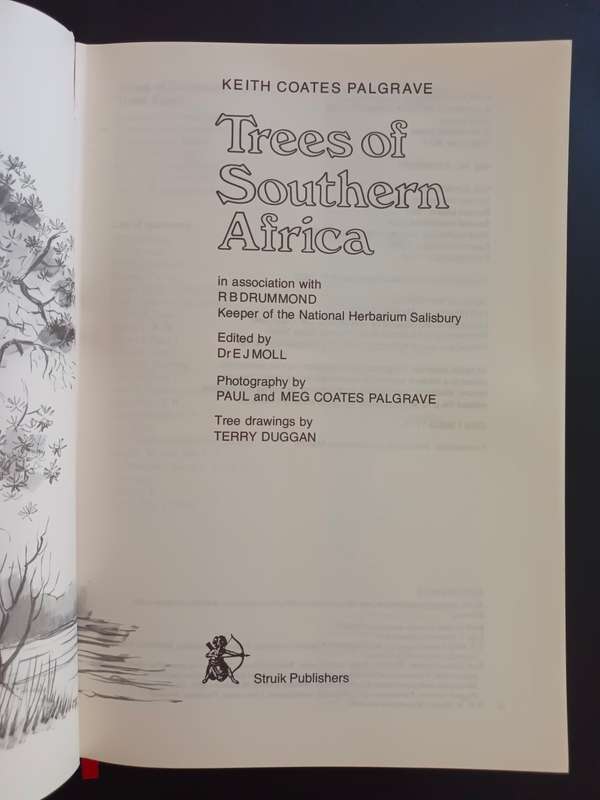 KEITH COATES PALGRAVE
Trees of
Southern
Africa
in association with
R B DRUMMOND
Keeper of the National Herbarium Salisbury
Edited by
Dr E J MOLL
Photography by
PAUL and MEG COATES PALGRAVE
Tree drawings by
TERRY DUGGAN
Struik Publishers